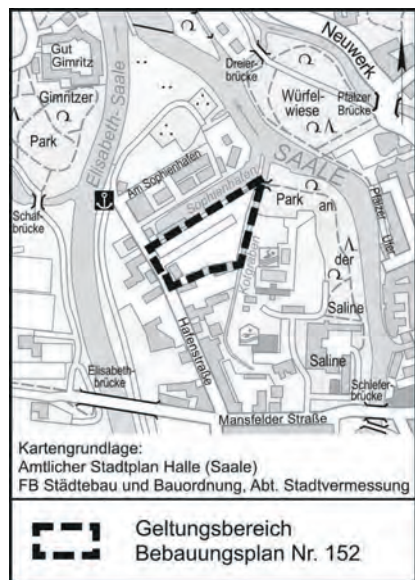 Gut
Gimritz
Gimritzer
Park
Elisabeth-Saale
Dreier-
brücke
Neuwerk
Würfel-
wiese
Pfälzer
Brücke
SAALE
Am Sophienhafen
Sophienhafen
Park
an
der
Saline
Pfälzer Ufer
Schaf-
brücke
Kotgraben
Hafenstraße
Saline
Elisabeth-
brücke
Schiefer-
brücke
Mansfelder Straße
Kartengrundlage:
Amtlicher Stadtplan Halle (Saale)
FB Städtebau und Bauordnung, Abt. Stadtvermessung
Geltungsbereich
Bebauungsplan Nr. 152